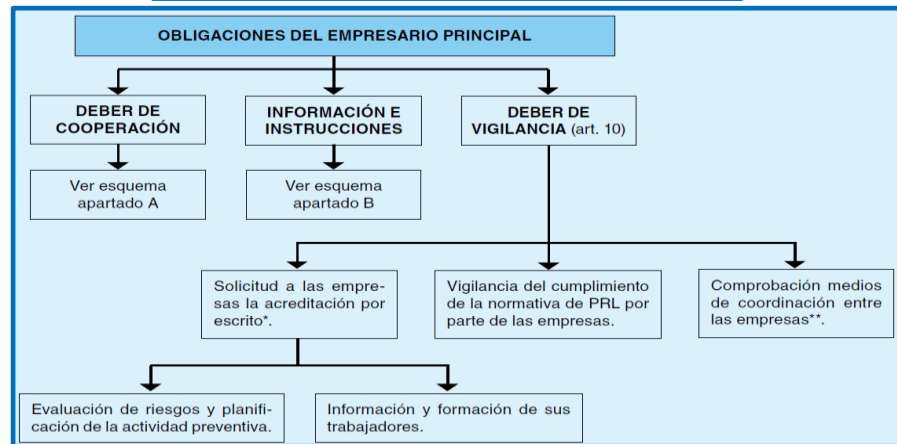 OBLIGACIONES DEL EMPRESARIO PRINCIPAL
DEBER DE
COOPERACIÓN
INFORMACIÓN E
INSTRUCCIONES
DEBER DE
VIGILANCIA (art. 10)
Ver esquema
apartado A
Ver esquema
apartado B
Solicitud a las empre-
sas la acreditación por
escrito*.
Vigilancia del cumplimiento
de la normativa de PRL por
parte de las empresas.
Comprobación medios
de coordinación entre
las empresas**.
Evaluación de riesgos y planifi-
cación de la actividad preventiva.
Información y formación de sus
trabajadores.